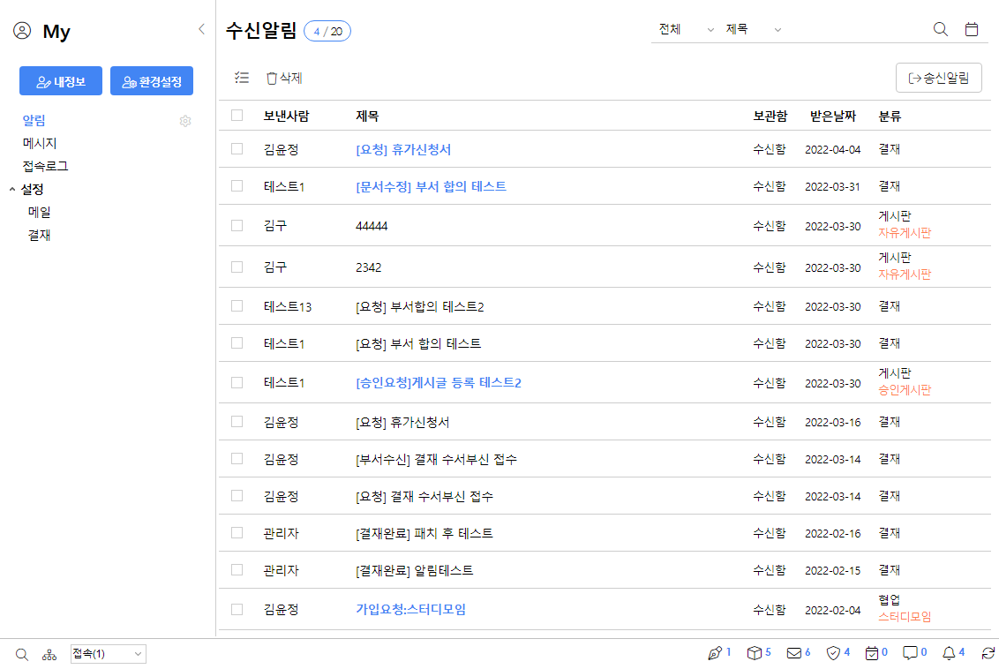 My
수신알림 4 / 20
전체 제목
내정보 환경설정
삭제
송신알림
알림
메시지
접속로그
설정
메일
결재
보낸사람 제목 보관함 받은날짜 분류
김윤정 [요청] 휴가신청서 수신함 2022-04-04 결재
테스트1 [문서수정] 부서 합의 테스트 수신함 2022-03-31 결재
김구 44444 수신함 2022-03-30 게시판
자유게시판
김구 2342 수신함 2022-03-30 게시판
자유게시판
테스트13 [요청] 부서합의 테스트2 수신함 2022-03-30 결재
테스트1 [요청] 부서 합의 테스트 수신함 2022-03-30 결재
테스트1 [승인요청]게시글 등록 테스트2 수신함 2022-03-30 게시판
승인게시판
김윤정 [요청] 휴가신청서 수신함 2022-03-16 결재
김윤정 [부서수신] 결재 수서부신 접수 수신함 2022-03-14 결재
김윤정 [요청] 결재 수서부신 접수 수신함 2022-03-14 결재
관리자 [결재완료] 패치 후 테스트 수신함 2022-02-16 결재
관리자 [결재완료] 알림테스트 수신함 2022-02-15 결재
김윤정 가입요청:스터디모임 수신함 2022-02-04 협업
스터디모임
접속(1) 1 5 6 4 0 0 4